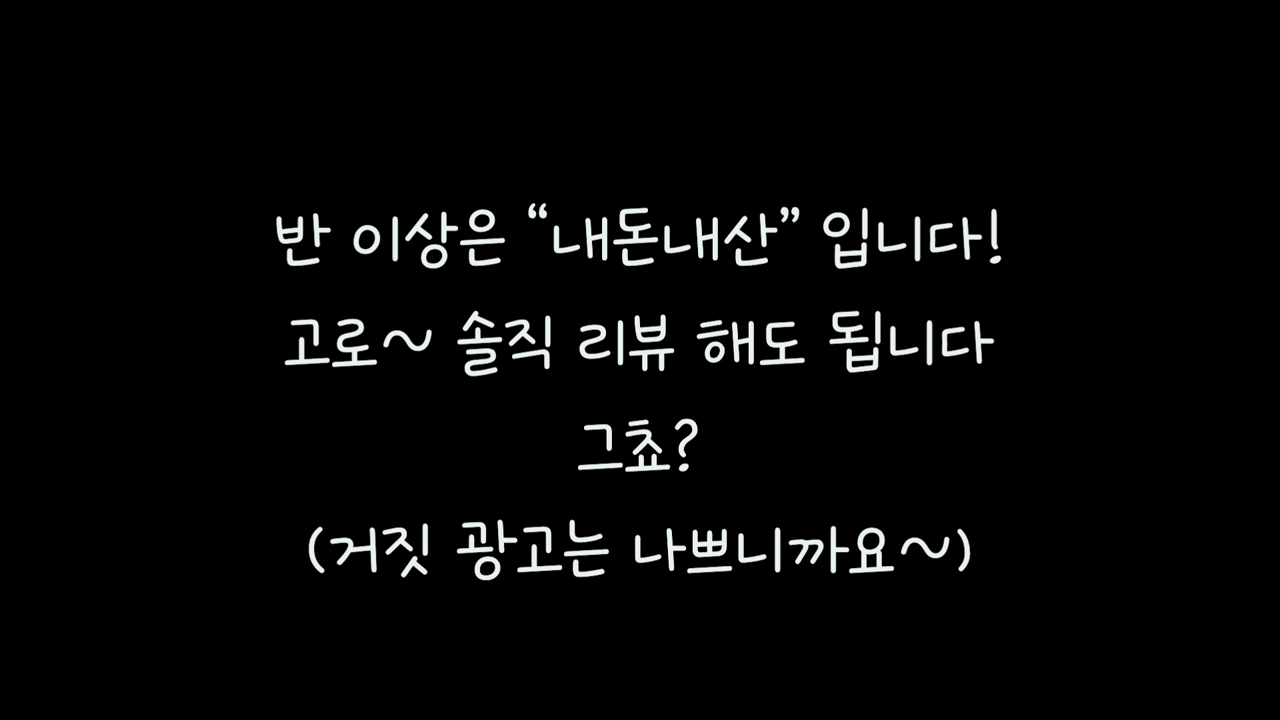 반 이상은 “내돈내산” 입니다!
고로~ 솔직 리뷰 해도 됩니다
그쵸?
(거짓 광고는 나쁘니까요~)